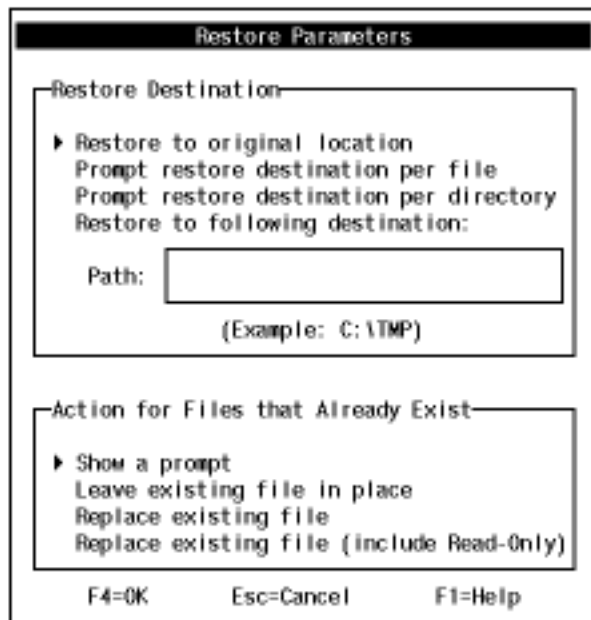 Restore Parameters
Restore Destination
Restore to original location
Prompt restore destination per file
Prompt restore destination per directory
Restore to following destination:
Path:
(Example: C:\TMP)
Action for Files that Already Exist
Show a prompt
Leave existing file in place
Replace existing file
Replace existing file (include Read-Only)
F4=OK Esc=Cancel F1=Help